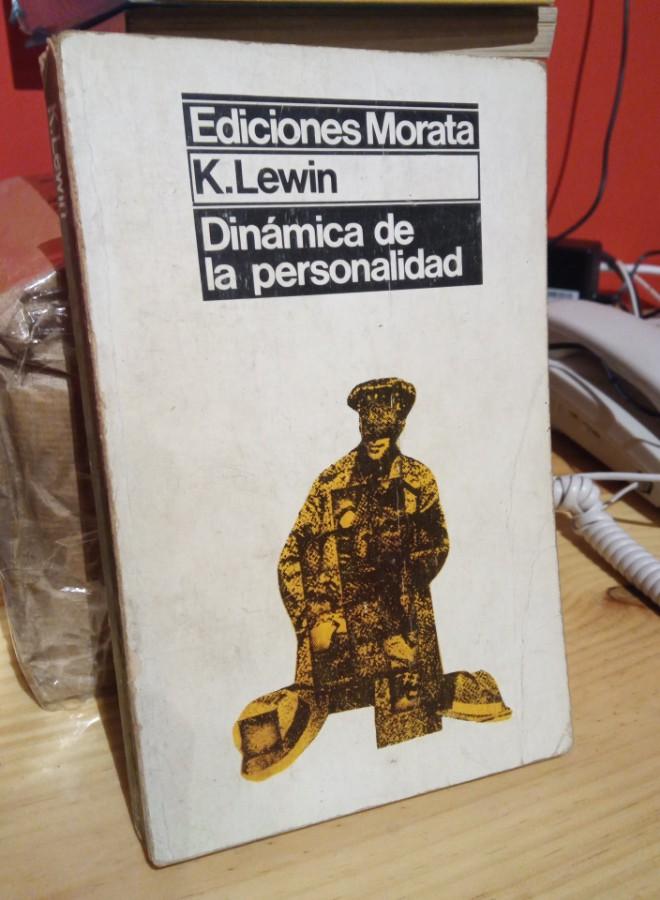 Ediciones Morata
K.Lewin
Dinámica de
la personalidad
K.Lewin